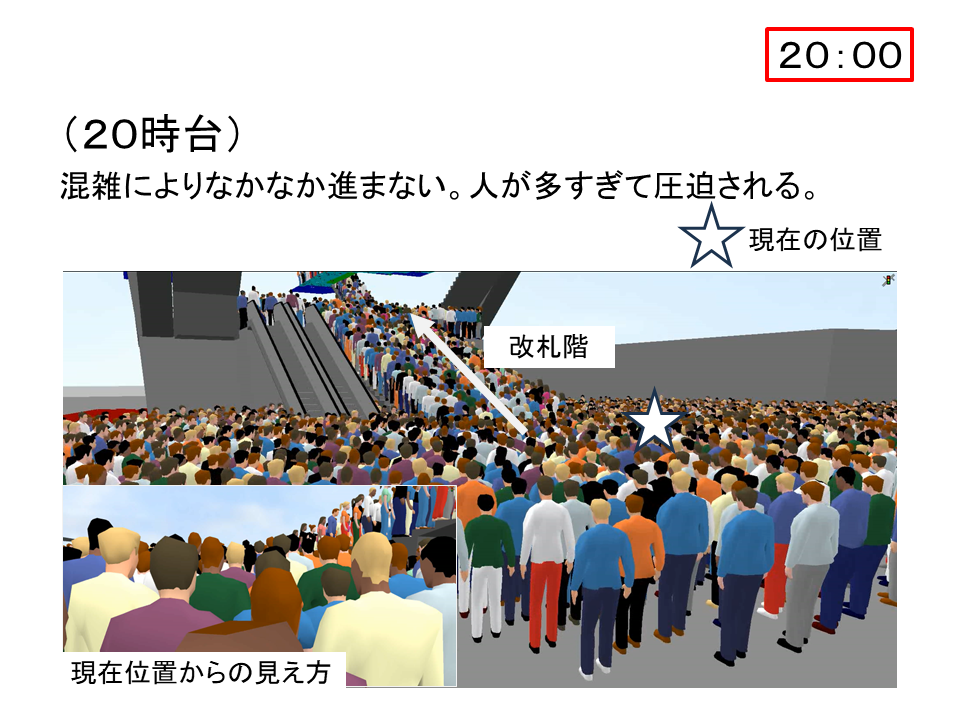 20:00
（20時台）
混雑によりなかなか進まない。人が多すぎて圧迫される。
現在の位置
改札階
現在位置からの見え方